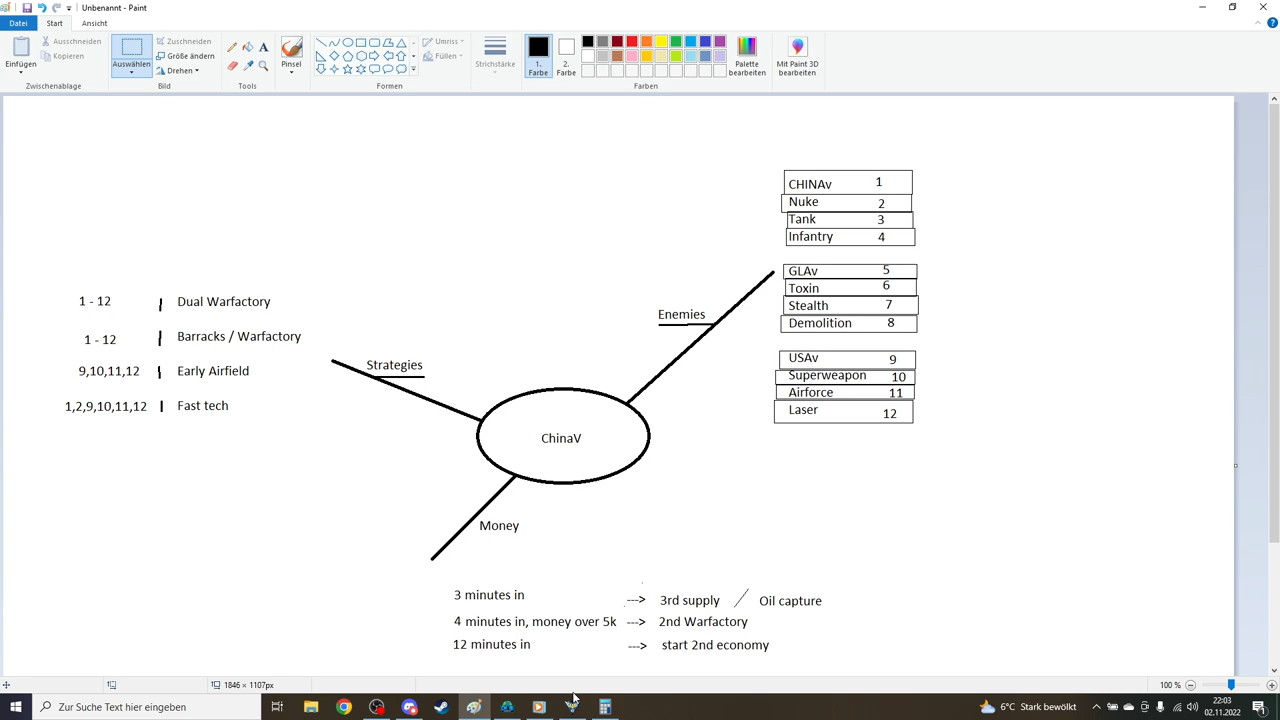 Unbenannt - Paint
Datei Start Ansicht
Einfügen
Ausschneiden
Kopieren
Zwischenablage
Auswählen
Zuschneiden
Größe ändern
Drehen
Bild
Tools
Pinsel
Formen
Umriss
Füllen
Strichstärke
1. Farbe
2. Farbe
Farben
Palette bearbeiten
Mit Paint 3D bearbeiten
CHINAv 1
Nuke 2
Tank 3
Infantry 4
GLAv 5
Toxin 6
Stealth 7
Demolition 8
USAv 9
Superweapon 10
Airforce 11
Laser 12
Enemies
1 - 12 | Dual Warfactory
1 - 12 | Barracks / Warfactory
9,10,11,12 | Early Airfield
1,2,9,10,11,12 | Fast tech
Strategies
ChinaV
Money
3 minutes in ---> 3rd supply / Oil capture
4 minutes in, money over 5k ---> 2nd Warfactory
12 minutes in ---> start 2nd economy
1846 × 1107px
100 %
Zur Suche Text hier eingeben
6°C Stark bewölkt
22:03
02.11.2022